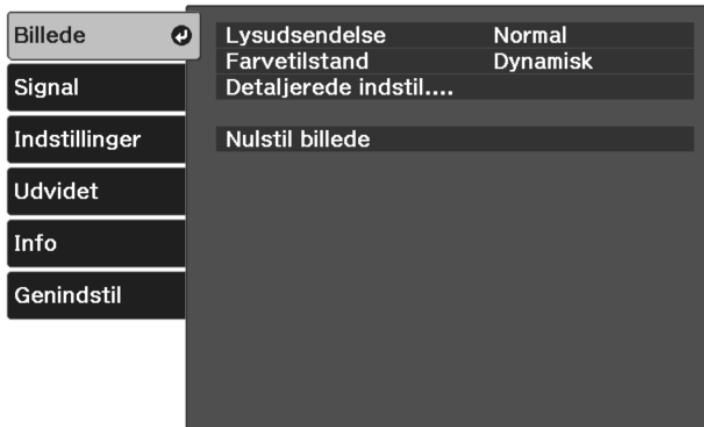 Billede
Signal
Indstillinger
Udvidet
Info
Genindstil
Lysudsendelse Normal
Farvetilstand Dynamisk
Detaljerede indstil....
Nulstil billede